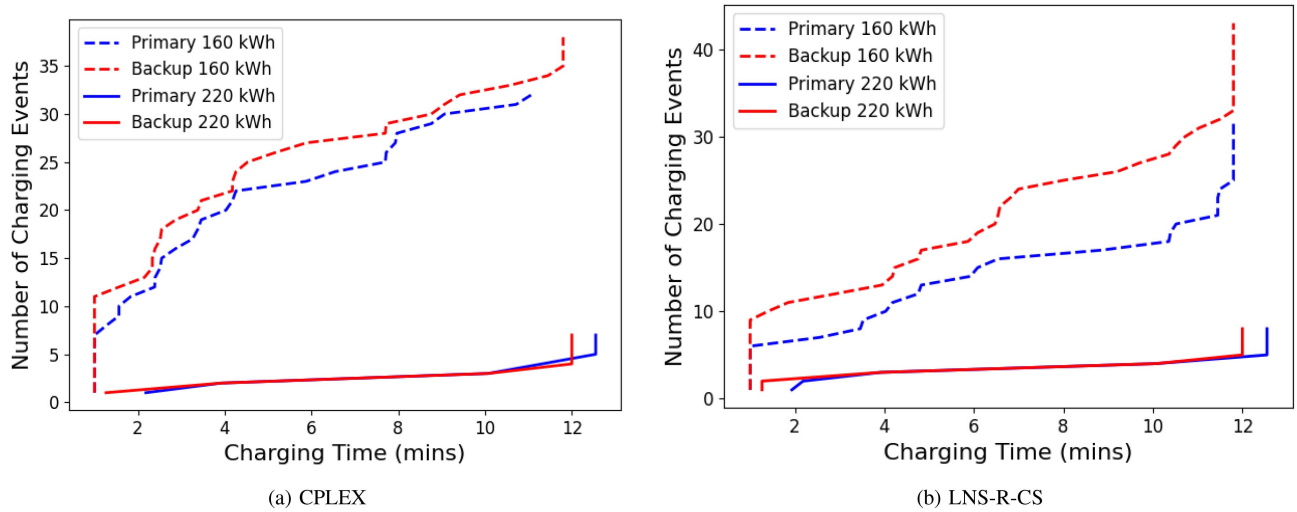 Primary 160 kWh
Backup 160 kWh
Primary 220 kWh
Backup 220 kWh
Number of Charging Events
35
30
25
20
15
10
5
0
2
4
6
8
10
12
Charging Time (mins)
(a) CPLEX
Primary 160 kWh
Backup 160 kWh
Primary 220 kWh
Backup 220 kWh
Number of Charging Events
40
30
20
10
0
2
4
6
8
10
12
Charging Time (mins)
(b) LNS-R-CS